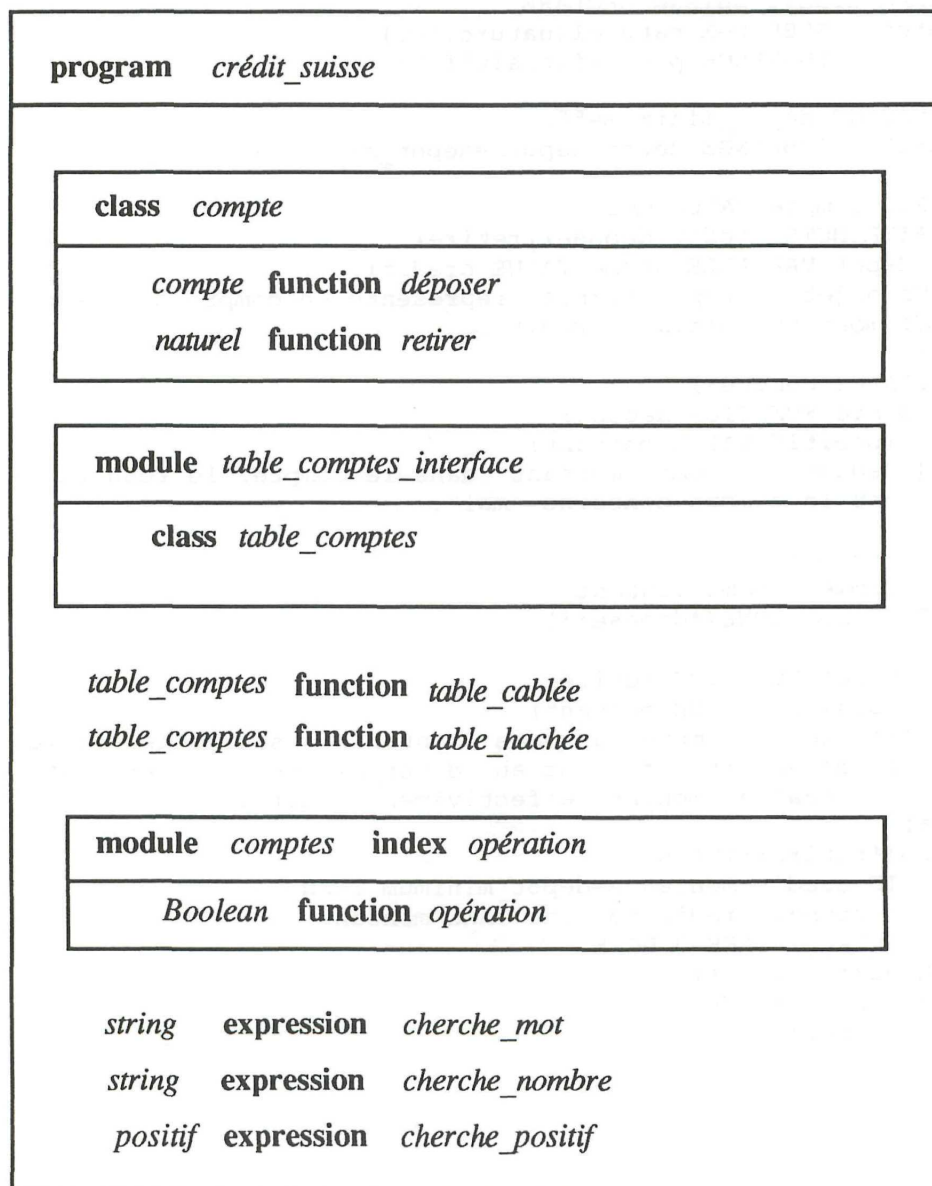 program crédit_suisse
class compte
compte function déposer
naturel function retirer
module table_comptes_interface
class table_comptes
table_comptes function table_cablée
table_comptes function table_hachée
module comptes index opération
Boolean function opération
string expression cherche_mot
string expression cherche_nombre
positif expression cherche_positif